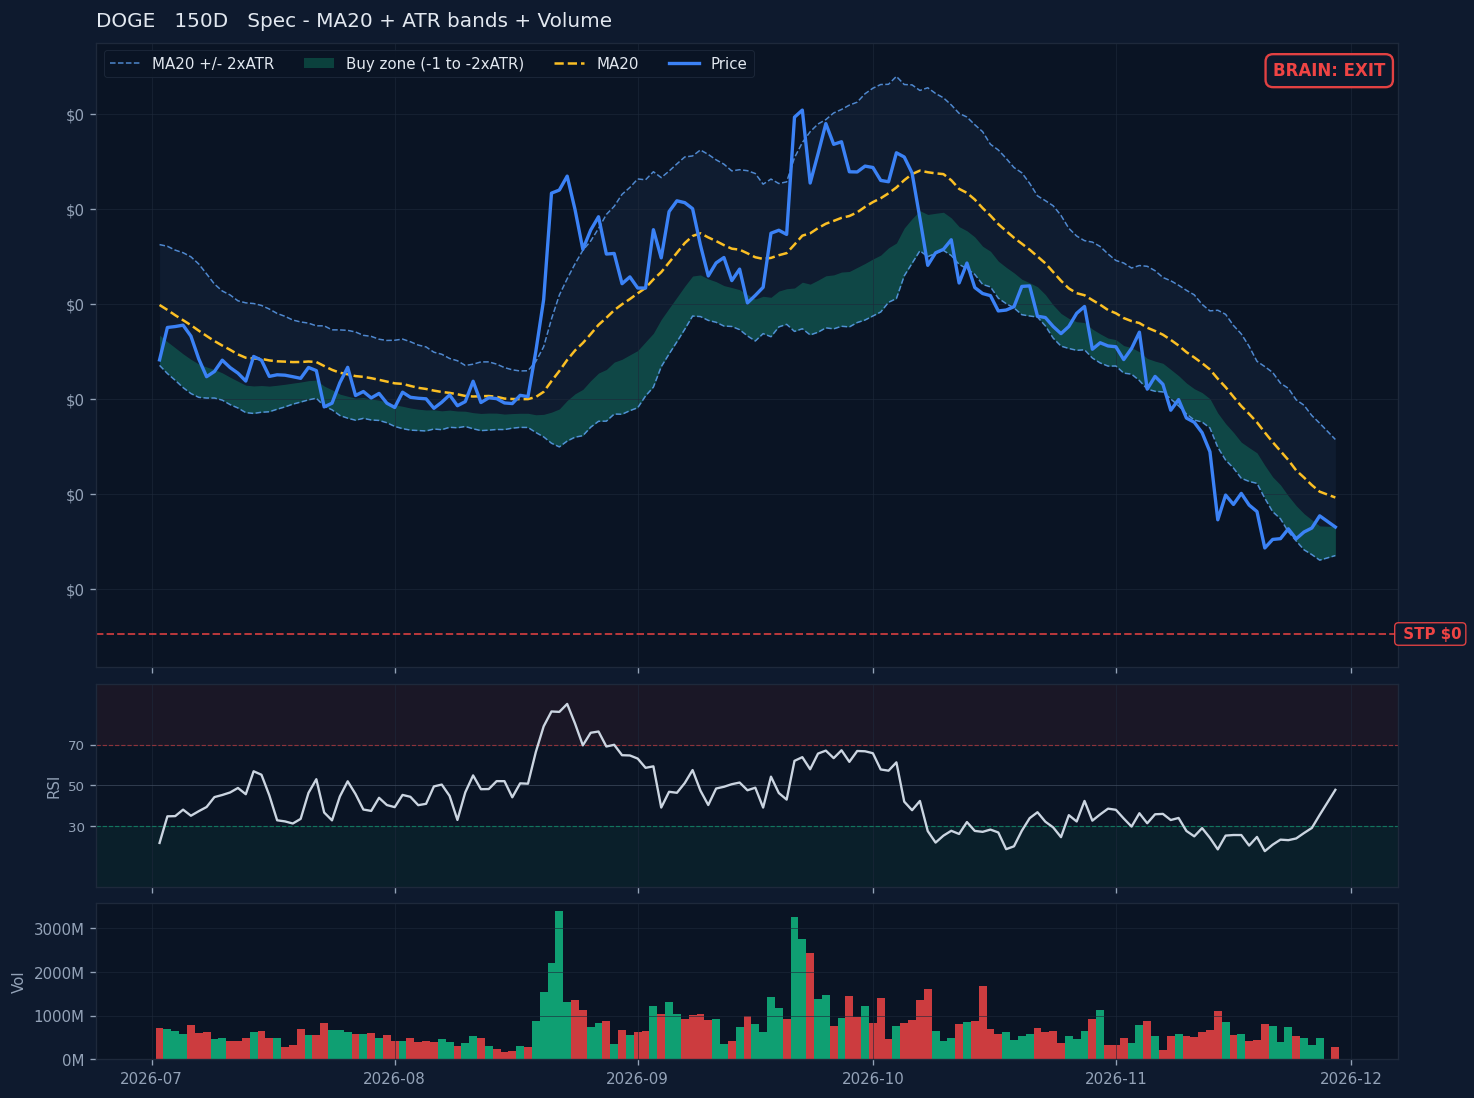 DOGE   150D   Spec - MA20 + ATR bands + Volume
MA20 +/- 2xATR   Buy zone (-1 to -2xATR)   MA20   Price
BRAIN: EXIT
$0
$0
$0
$0
$0
$0
STP $0
70
50
30
RSI
3000M
2000M
1000M
0M
Vol
2026-07   2026-08   2026-09   2026-10   2026-11   2026-12